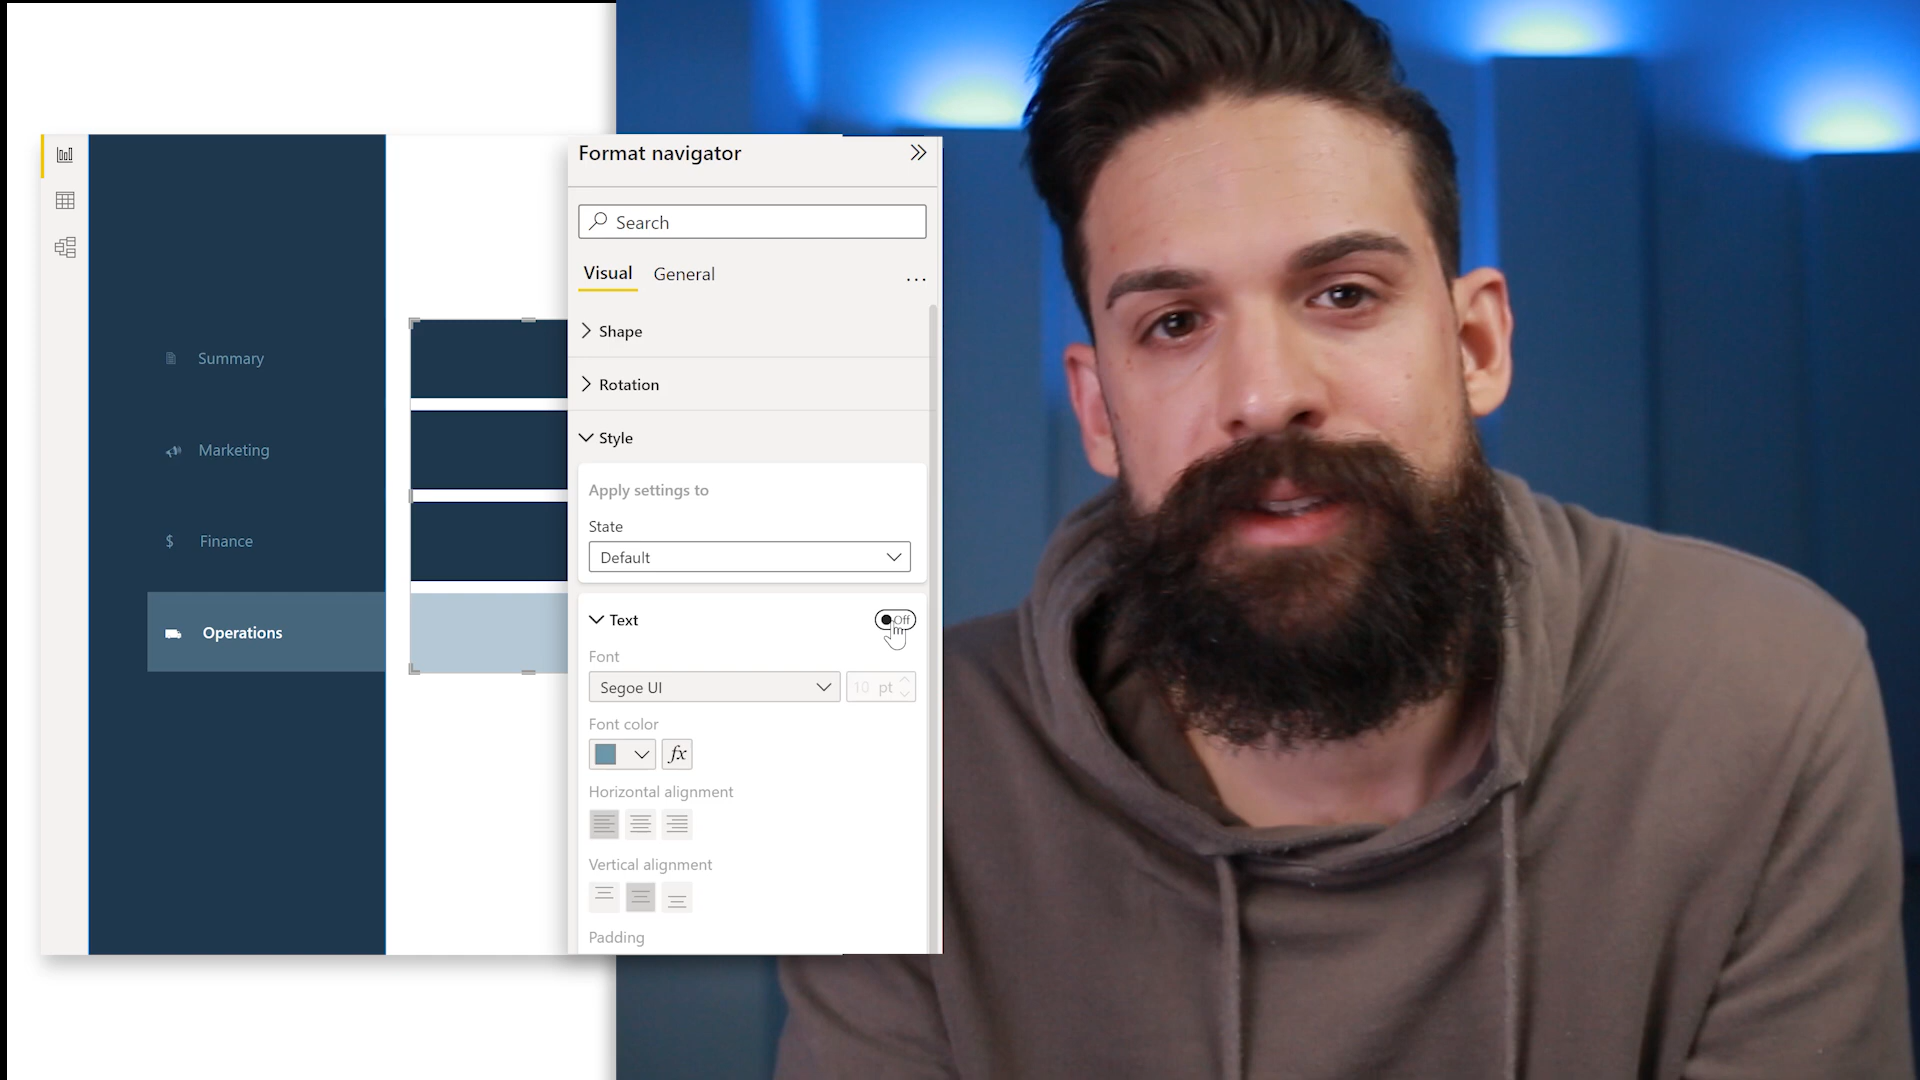 Summary
Marketing
$ Finance
Operations
Format navigator
Search
Visual General ...
Shape
Rotation
Style
Apply settings to
State
Default
Text
Off
Font
Segoe UI
10 pt
Font color
fx
Horizontal alignment
Vertical alignment
Padding